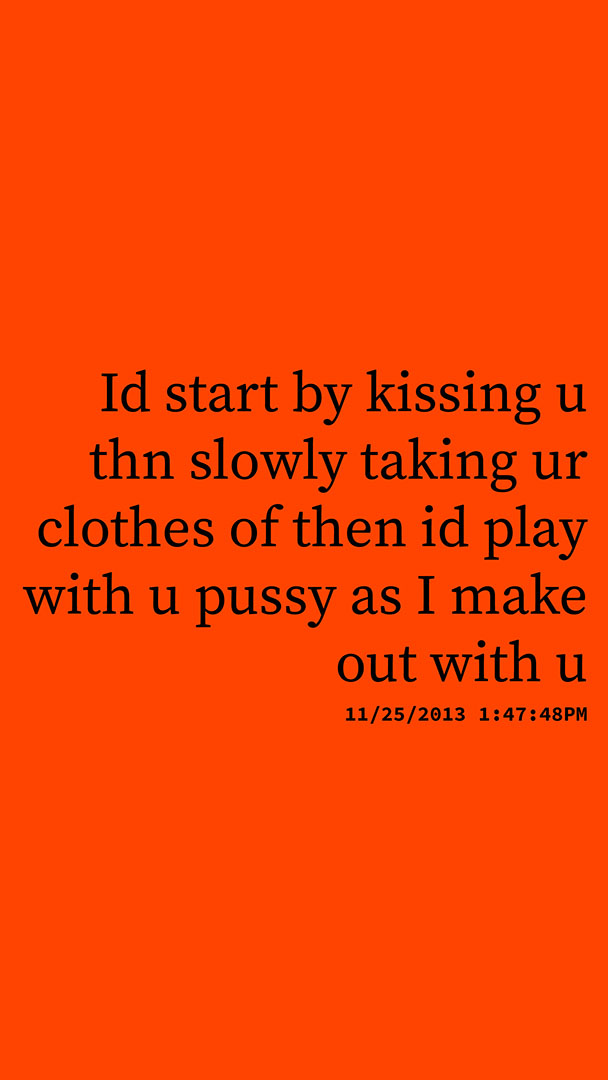 Id start by kissing u
thn slowly taking ur
clothes of then id play
with u pussy as I make
out with u
11/25/2013 1:47:48PM